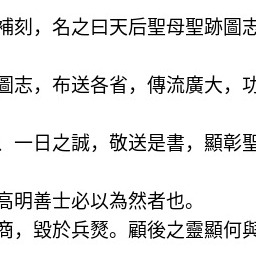 補刻，名之曰天后聖母聖跡圖志
圖志，布送各省，傳流廣大，功
、一日之誠，敬送是書，顯彰聖
高明善士必以為然者也。
商，毀於兵燹。顧後之靈顯何與